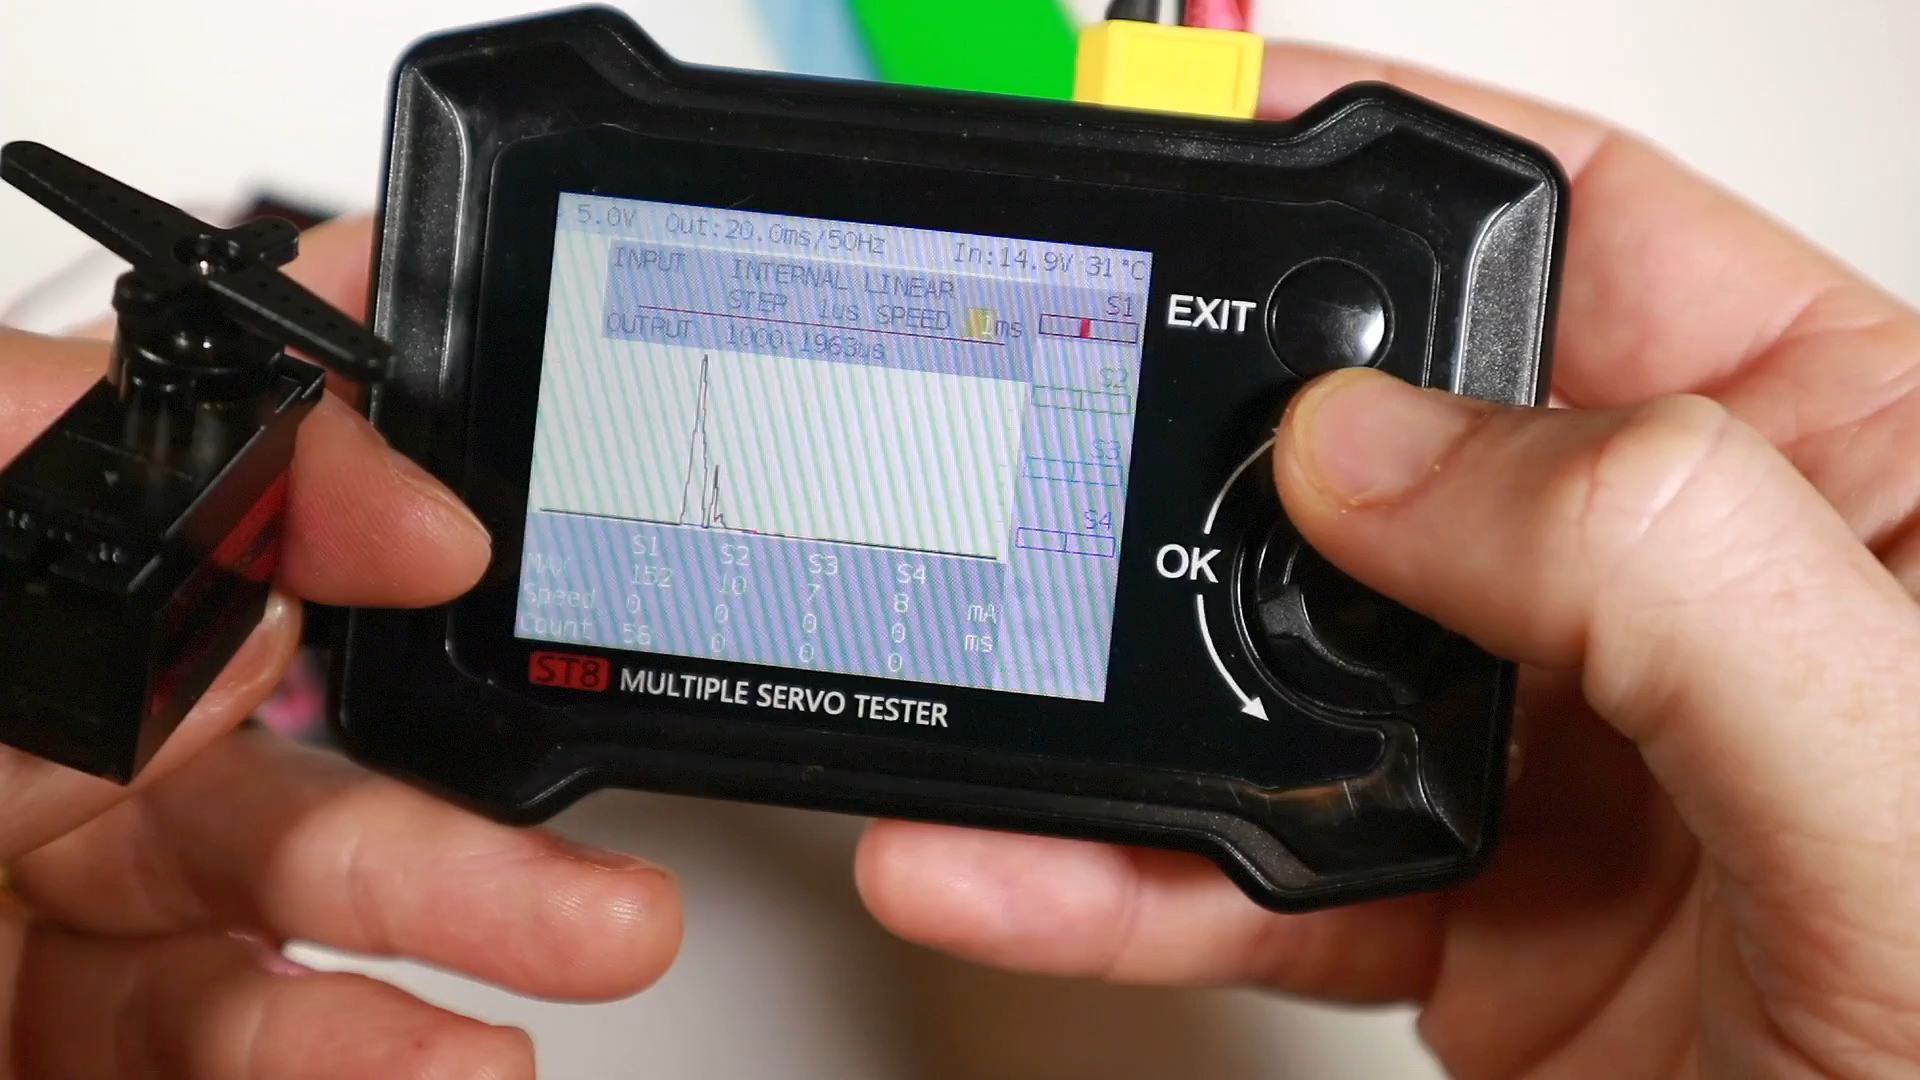 5.0V Out:20.0ms/50Hz In:14.9V 31°C
INPUT INTERNAL LINEAR
STEP 1us SPEED 1ms
OUTPUT 1000-1963us
S1
S2
S3
S4
S1 S2 S3 S4
MAX 152 10 7 8 mA
Speed 0 0 0 0 ms
Count 56 0 0 0
ST8 MULTIPLE SERVO TESTER
EXIT
OK